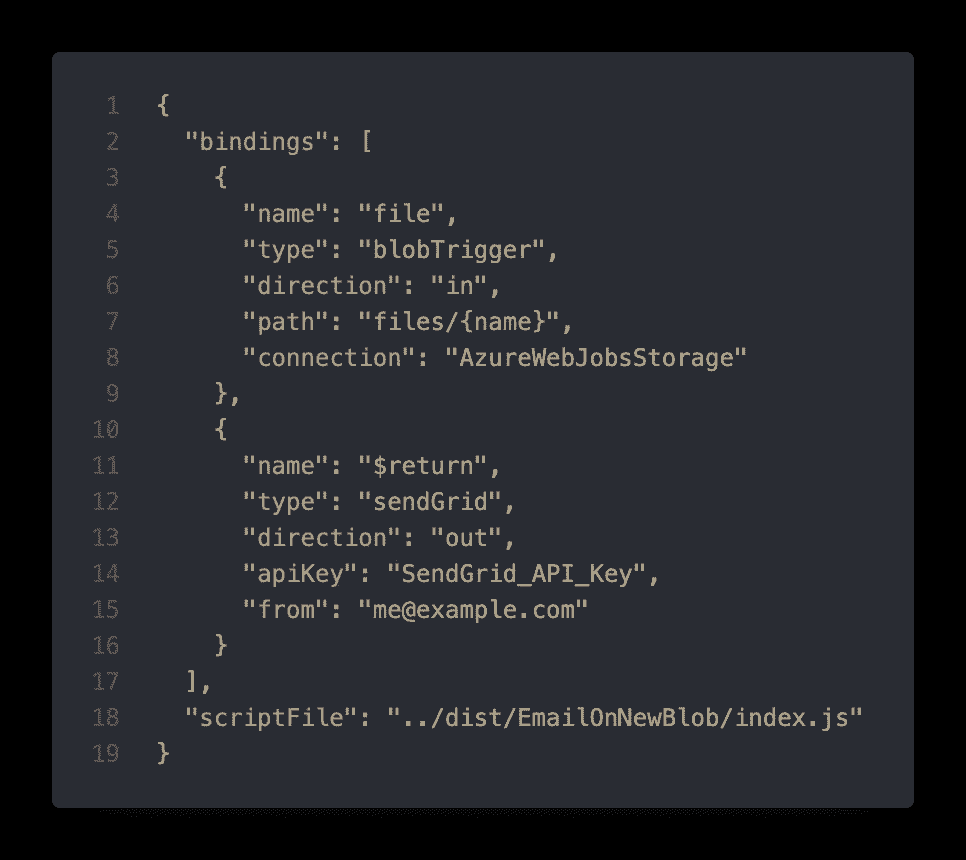 1 {
2   "bindings": [
3     {
4       "name": "file",
5       "type": "blobTrigger",
6       "direction": "in",
7       "path": "files/{name}",
8       "connection": "AzureWebJobsStorage"
9     },
10     {
11       "name": "$return",
12       "type": "sendGrid",
13       "direction": "out",
14       "apiKey": "SendGrid_API_Key",
15       "from": "me@example.com"
16     }
17   ],
18   "scriptFile": "../dist/EmailOnNewBlob/index.js"
19 }